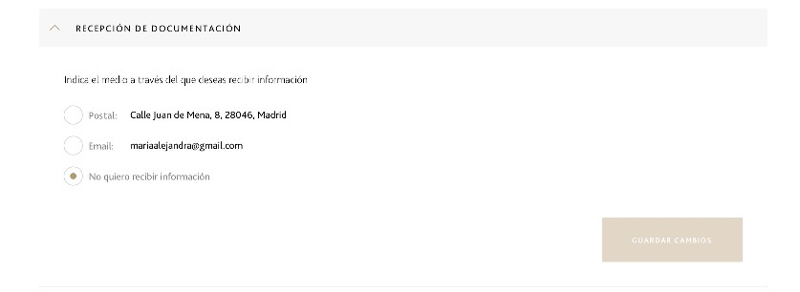 RECEPCIÓN DE DOCUMENTACIÓN
Indica el medio a través del que deseas recibir información
Postal: Calle Juan de Mena, 8, 28046, Madrid
Email: mariaalejandra@gmail.com
No quiero recibir información
GUARDAR CAMBIOS